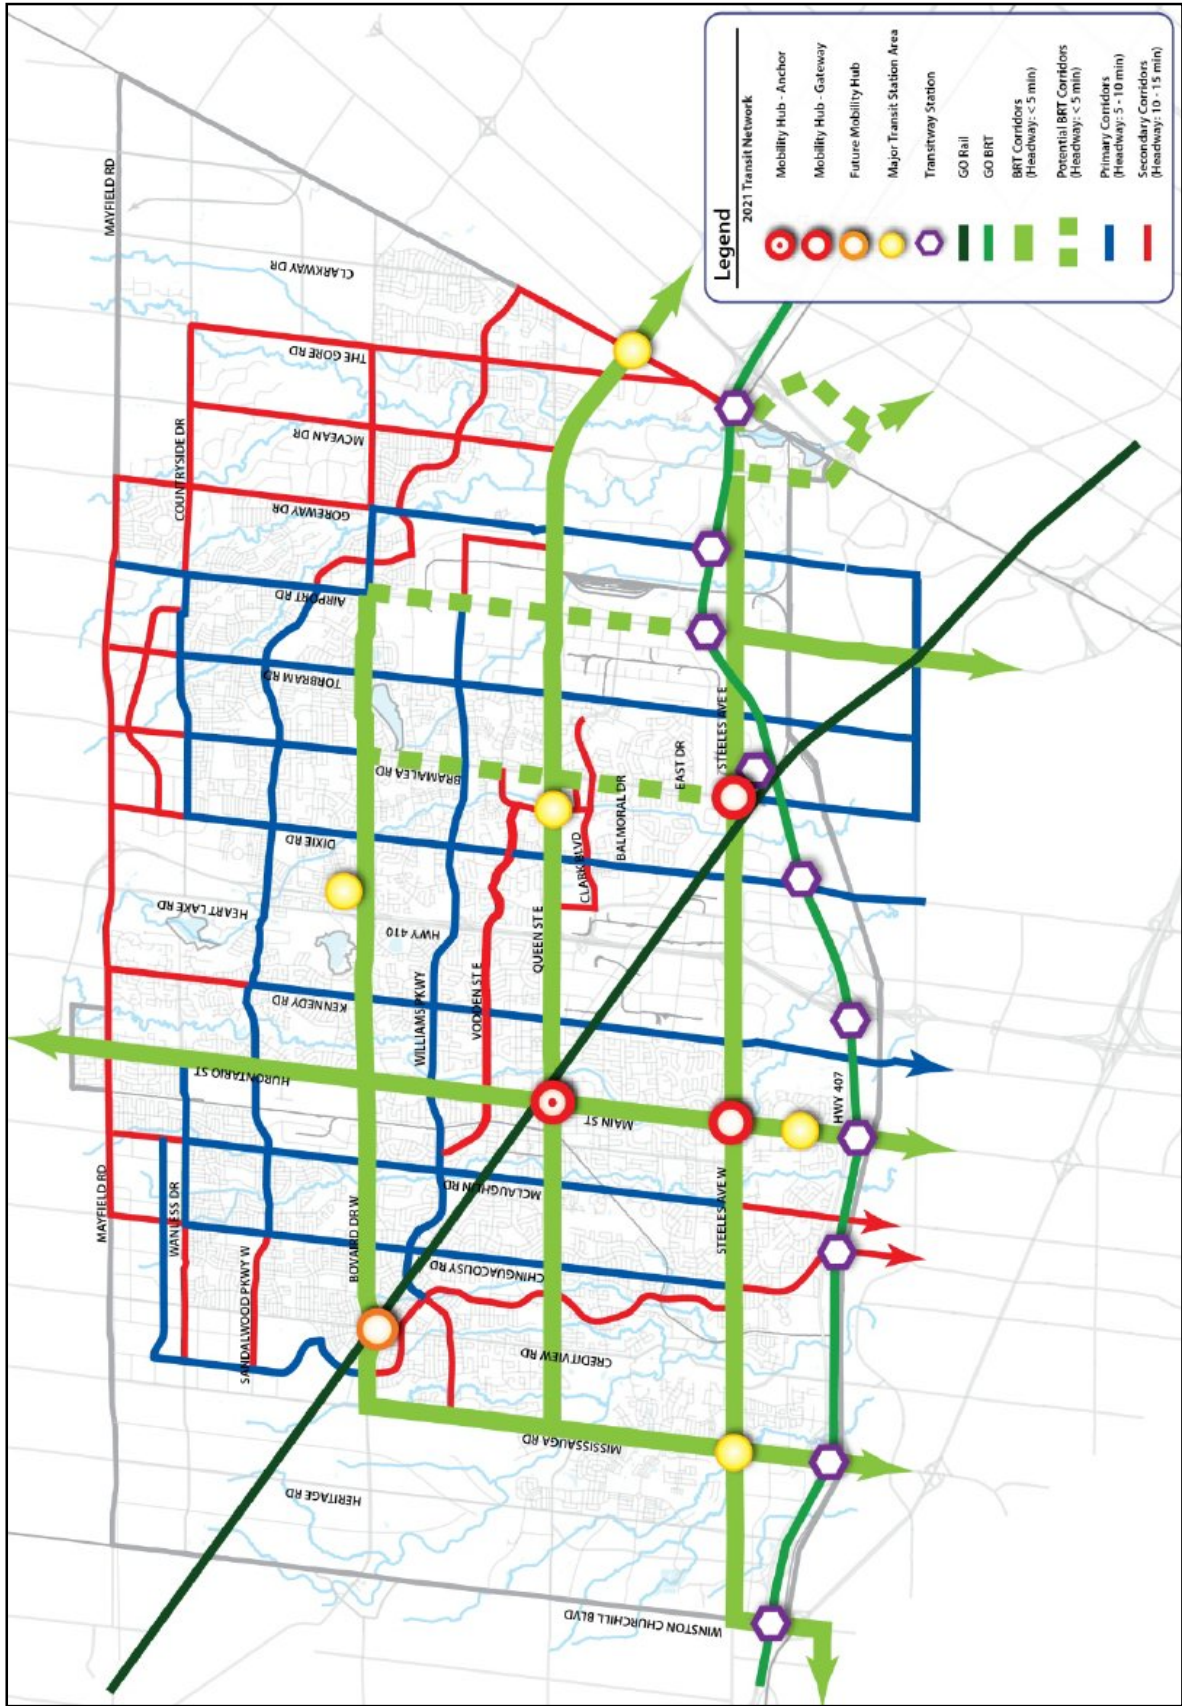 MAYFIELD RD
CLARKWAY DR
THE GORE RD
MCVEAN DR
COUNTRYSIDE DR
GOREWAY DR
AIRPORT RD
TORBRAM RD
BRAMALEA RD
EAST DR
STEELES AVE E
BALMORAL DR
CLARK BLVD
DIXIE RD
HEART LAKE RD
HWY 410
QUEEN ST E
VODDEN ST E
WILLIAMS PKWY
KENNEDY RD
HURONTARIO ST
MAIN ST
HWY 407
MAYFIELD RD
WANLESS DR
SANDALWOOD PKWY W
BOVAIRD DR W
MCLAUGHLIN RD
CHINGUACOUSY RD
STEELES AVE W
CREDITVIEW RD
MISSISSAUGA RD
HERITAGE RD
WINSTON CHURCHILL BLVD
Legend
2021 Transit Network
Mobility Hub - Anchor
Mobility Hub - Gateway
Future Mobility Hub
Major Transit Station Area
Transitway Station
GO Rail
GO BRT
BRT Corridors
(Headway: < 5 min)
Potential BRT Corridors
(Headway: < 5 min)
Primary Corridors
(Headway: 5 - 10 min)
Secondary Corridors
(Headway: 10 - 15 min)